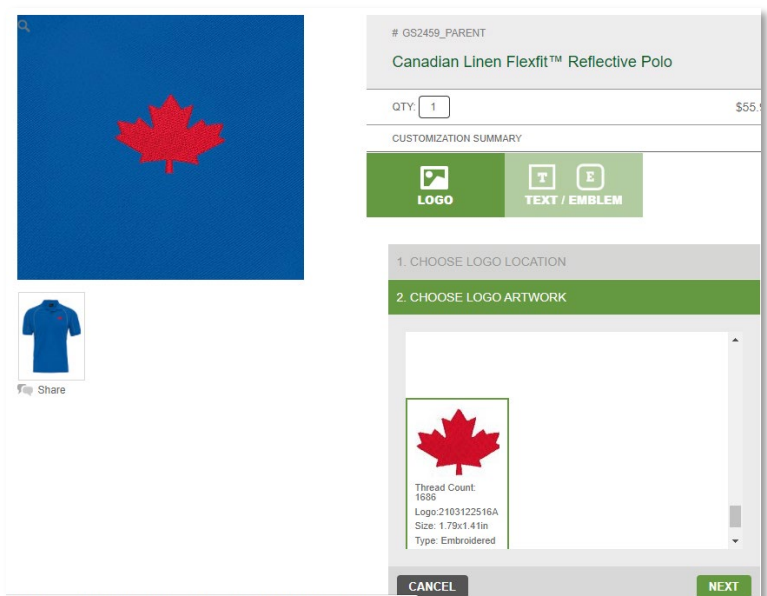 # GS2459_PARENT
Canadian Linen Flexfit™ Reflective Polo
QTY: 1
$55.
CUSTOMIZATION SUMMARY
LOGO
T E
TEXT / EMBLEM
1. CHOOSE LOGO LOCATION
2. CHOOSE LOGO ARTWORK
Share
Thread Count:
1686
Logo:2103122516A
Size: 1.79x1.41in
Type: Embroidered
CANCEL
NEXT